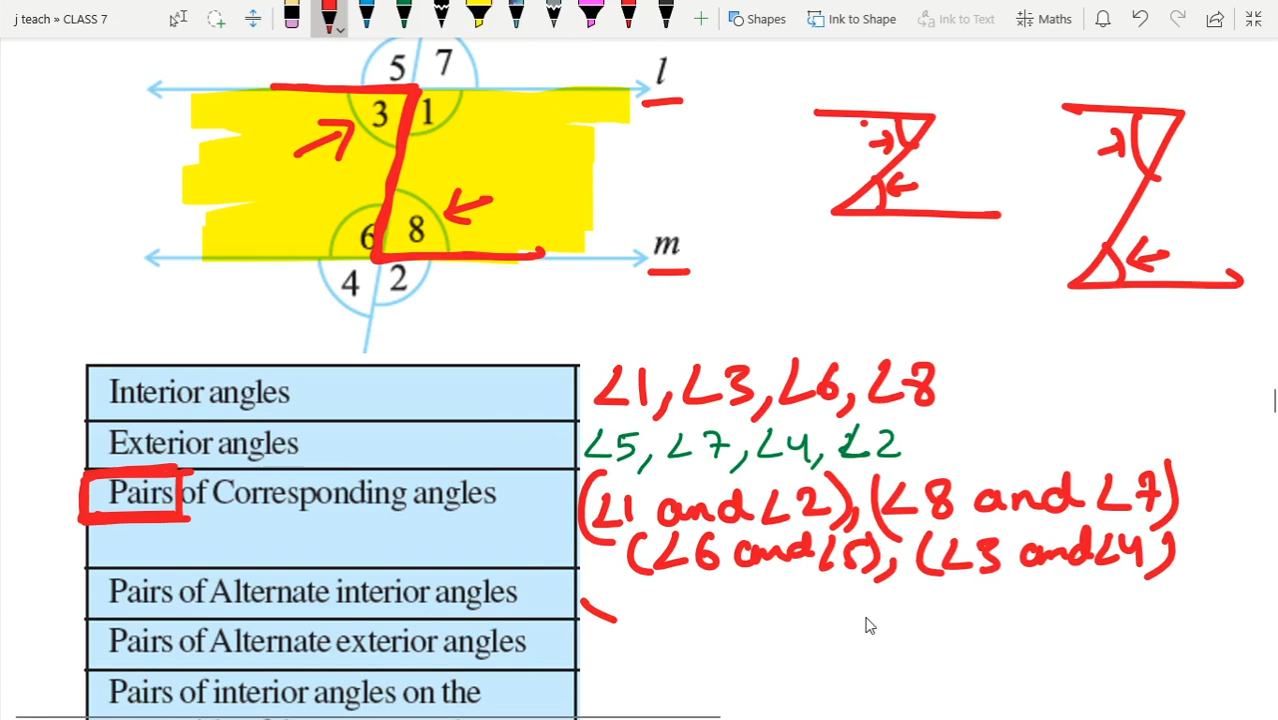 j teach » CLASS 7
Shapes
Ink to Shape
Ink to Text
Maths
5 7
l
3 1
6 8
m
4 2
Interior angles ∠1, ∠3, ∠6, ∠8
Exterior angles ∠5, ∠7, ∠4, ∠2
Pairs of Corresponding angles (∠1 and ∠2), (∠8 and ∠7)
(∠6 and ∠5), (∠3 and ∠4)
Pairs of Alternate interior angles (
Pairs of Alternate exterior angles
Pairs of interior angles on the